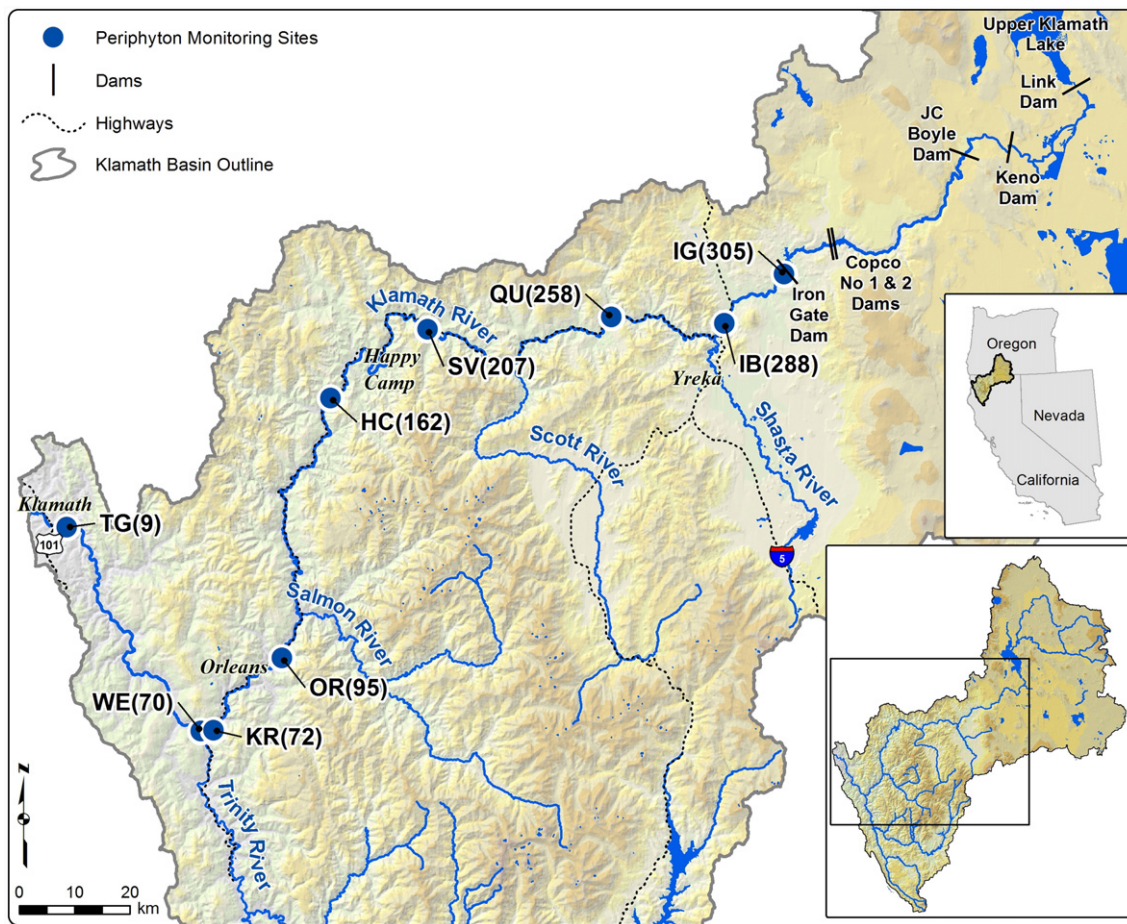 Periphyton Monitoring Sites
Dams
Highways
Klamath Basin Outline
Upper Klamath
Lake
Link
Dam
JC
Boyle
Dam
Keno
Dam
IG(305)
Copco
No 1 & 2
Dams
Iron
Gate
Dam
QU(258)
Klamath River
IB(288)
SV(207)
Happy
Camp
Yreka
HC(162)
Scott River
Shasta River
Klamath
TG(9)
101
5
Salmon River
Orleans
OR(95)
WE(70)
KR(72)
Trinity River
Oregon
Nevada
California
N
0 10 20
km